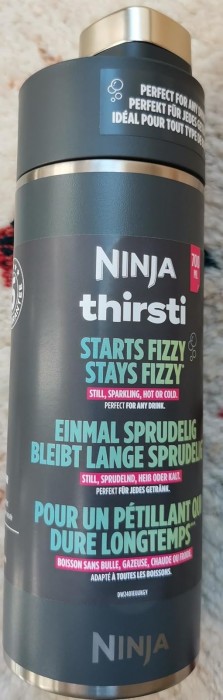 PERFECT FOR ANY
PERFEKT FÜR JEDES
IDÉAL POUR TOUT TYPE
NINJA
700
ML
thirsti
STARTS FIZZY
STAYS FIZZY*
STILL, SPARKLING, HOT OR COLD.
PERFECT FOR ANY DRINK.
EINMAL SPRUDELIG
BLEIBT LANGE SPRUDELIG
STILL, SPRUDELND, HEIß ODER KALT.
PERFEKT FÜR JEDES GETRÄNK.
POUR UN PÉTILLANT QUI
DURE LONGTEMPS
BOISSON SANS BULLE, GAZEUSE, CHAUDE OU FROIDE.
ADAPTÉ À TOUTES LES BOISSONS.
NINJA